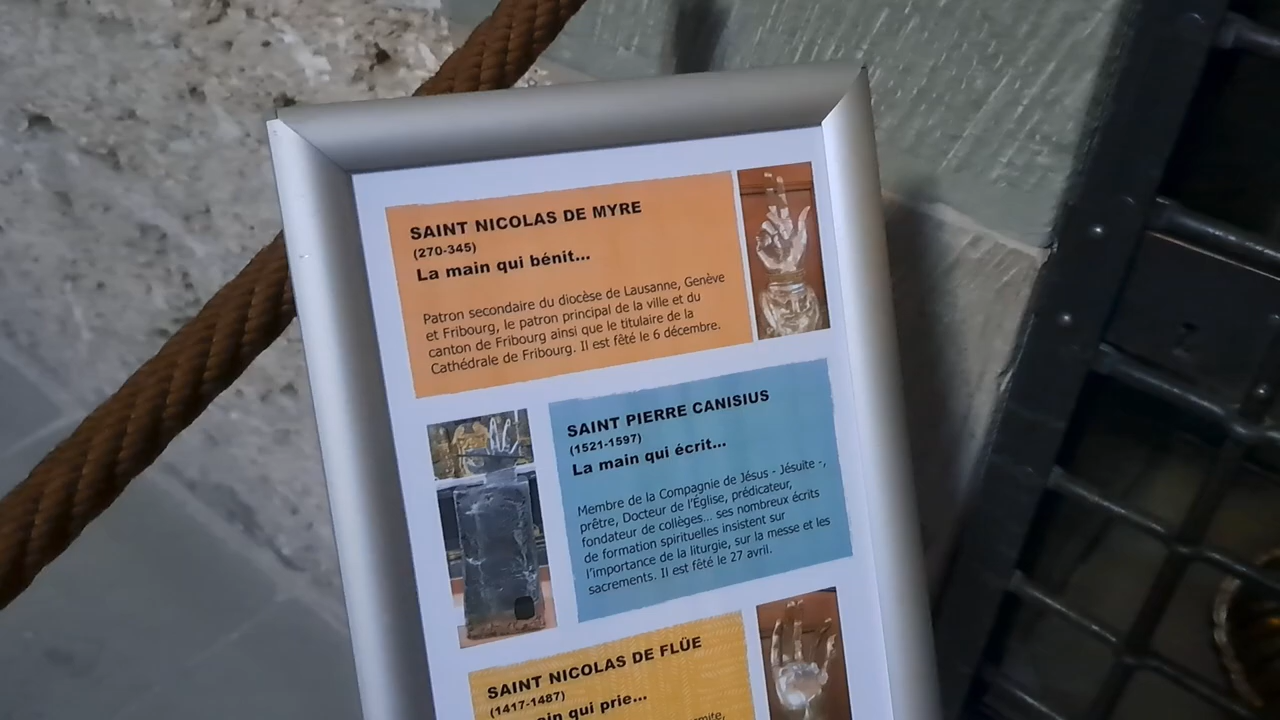 SAINT NICOLAS DE MYRE
(270-345)
La main qui bénit...
Patron secondaire du diocèse de Lausanne, Genève
et Fribourg, le patron principal de la ville et du
canton de Fribourg ainsi que le titulaire de la
Cathédrale de Fribourg. Il est fêté le 6 décembre.
SAINT PIERRE CANISIUS
(1521-1597)
La main qui écrit...
Membre de la Compagnie de Jésus - Jésuite -,
prêtre, Docteur de l'Église, prédicateur,
fondateur de collèges... ses nombreux écrits
de formation spirituelles insistent sur
l'importance de la liturgie, sur la messe et les
sacrements. Il est fêté le 27 avril.
SAINT NICOLAS DE FLÜE
(1417-1487)
qui prie...